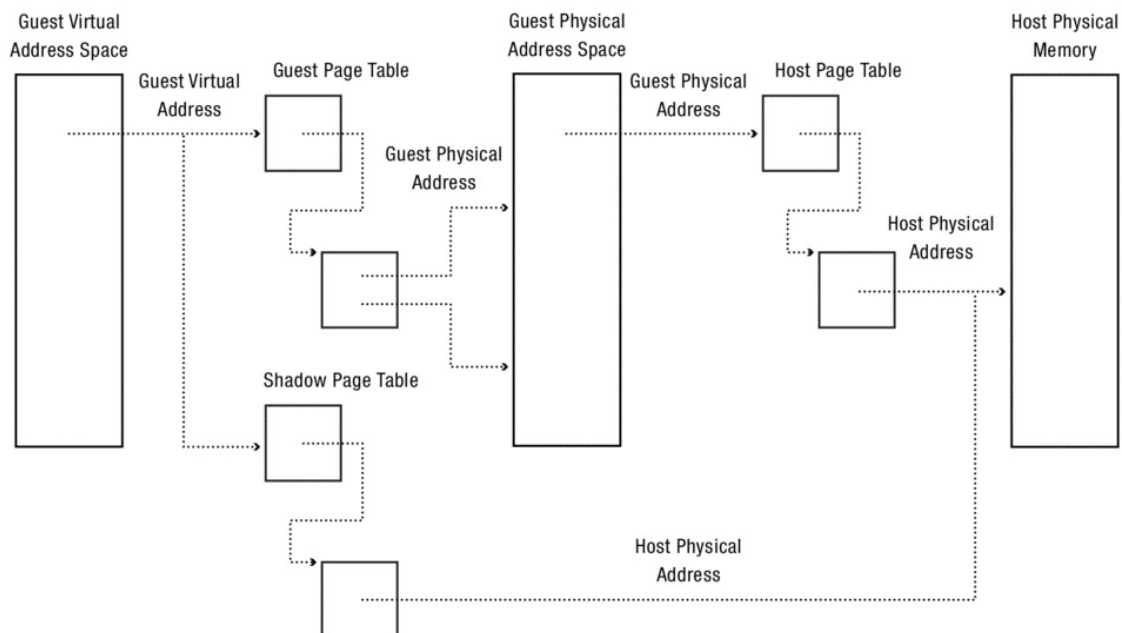 Guest Virtual
Address Space
Guest Virtual
Address
Guest Page Table
Guest Physical
Address
Guest Physical
Address Space
Guest Physical
Address
Host Page Table
Host Physical
Address
Host Physical
Memory
Shadow Page Table
Host Physical
Address